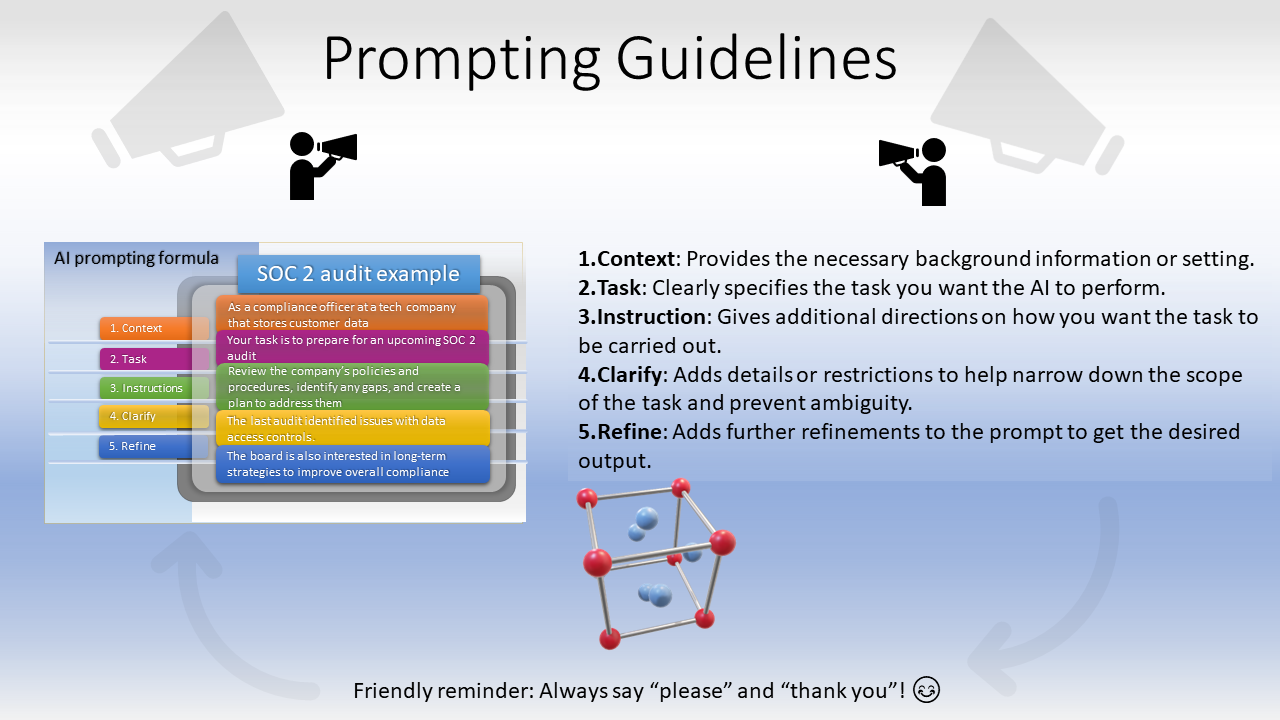 Prompting Guidelines
AI prompting formula
SOC 2 audit example
1. Context
As a compliance officer at a tech company
that stores customer data
2. Task
Your task is to prepare for an upcoming SOC 2
audit
3. Instructions
Review the company's policies and
procedures, identify any gaps, and create a
plan to address them
4. Clarify
The last audit identified issues with data
access controls.
5. Refine
The board is also interested in long-term
strategies to improve overall compliance
1.Context: Provides the necessary background information or setting.
2.Task: Clearly specifies the task you want the AI to perform.
3.Instruction: Gives additional directions on how you want the task to
be carried out.
4.Clarify: Adds details or restrictions to help narrow down the scope
of the task and prevent ambiguity.
5.Refine: Adds further refinements to the prompt to get the desired
output.
Friendly reminder: Always say “please” and “thank you”! 😊